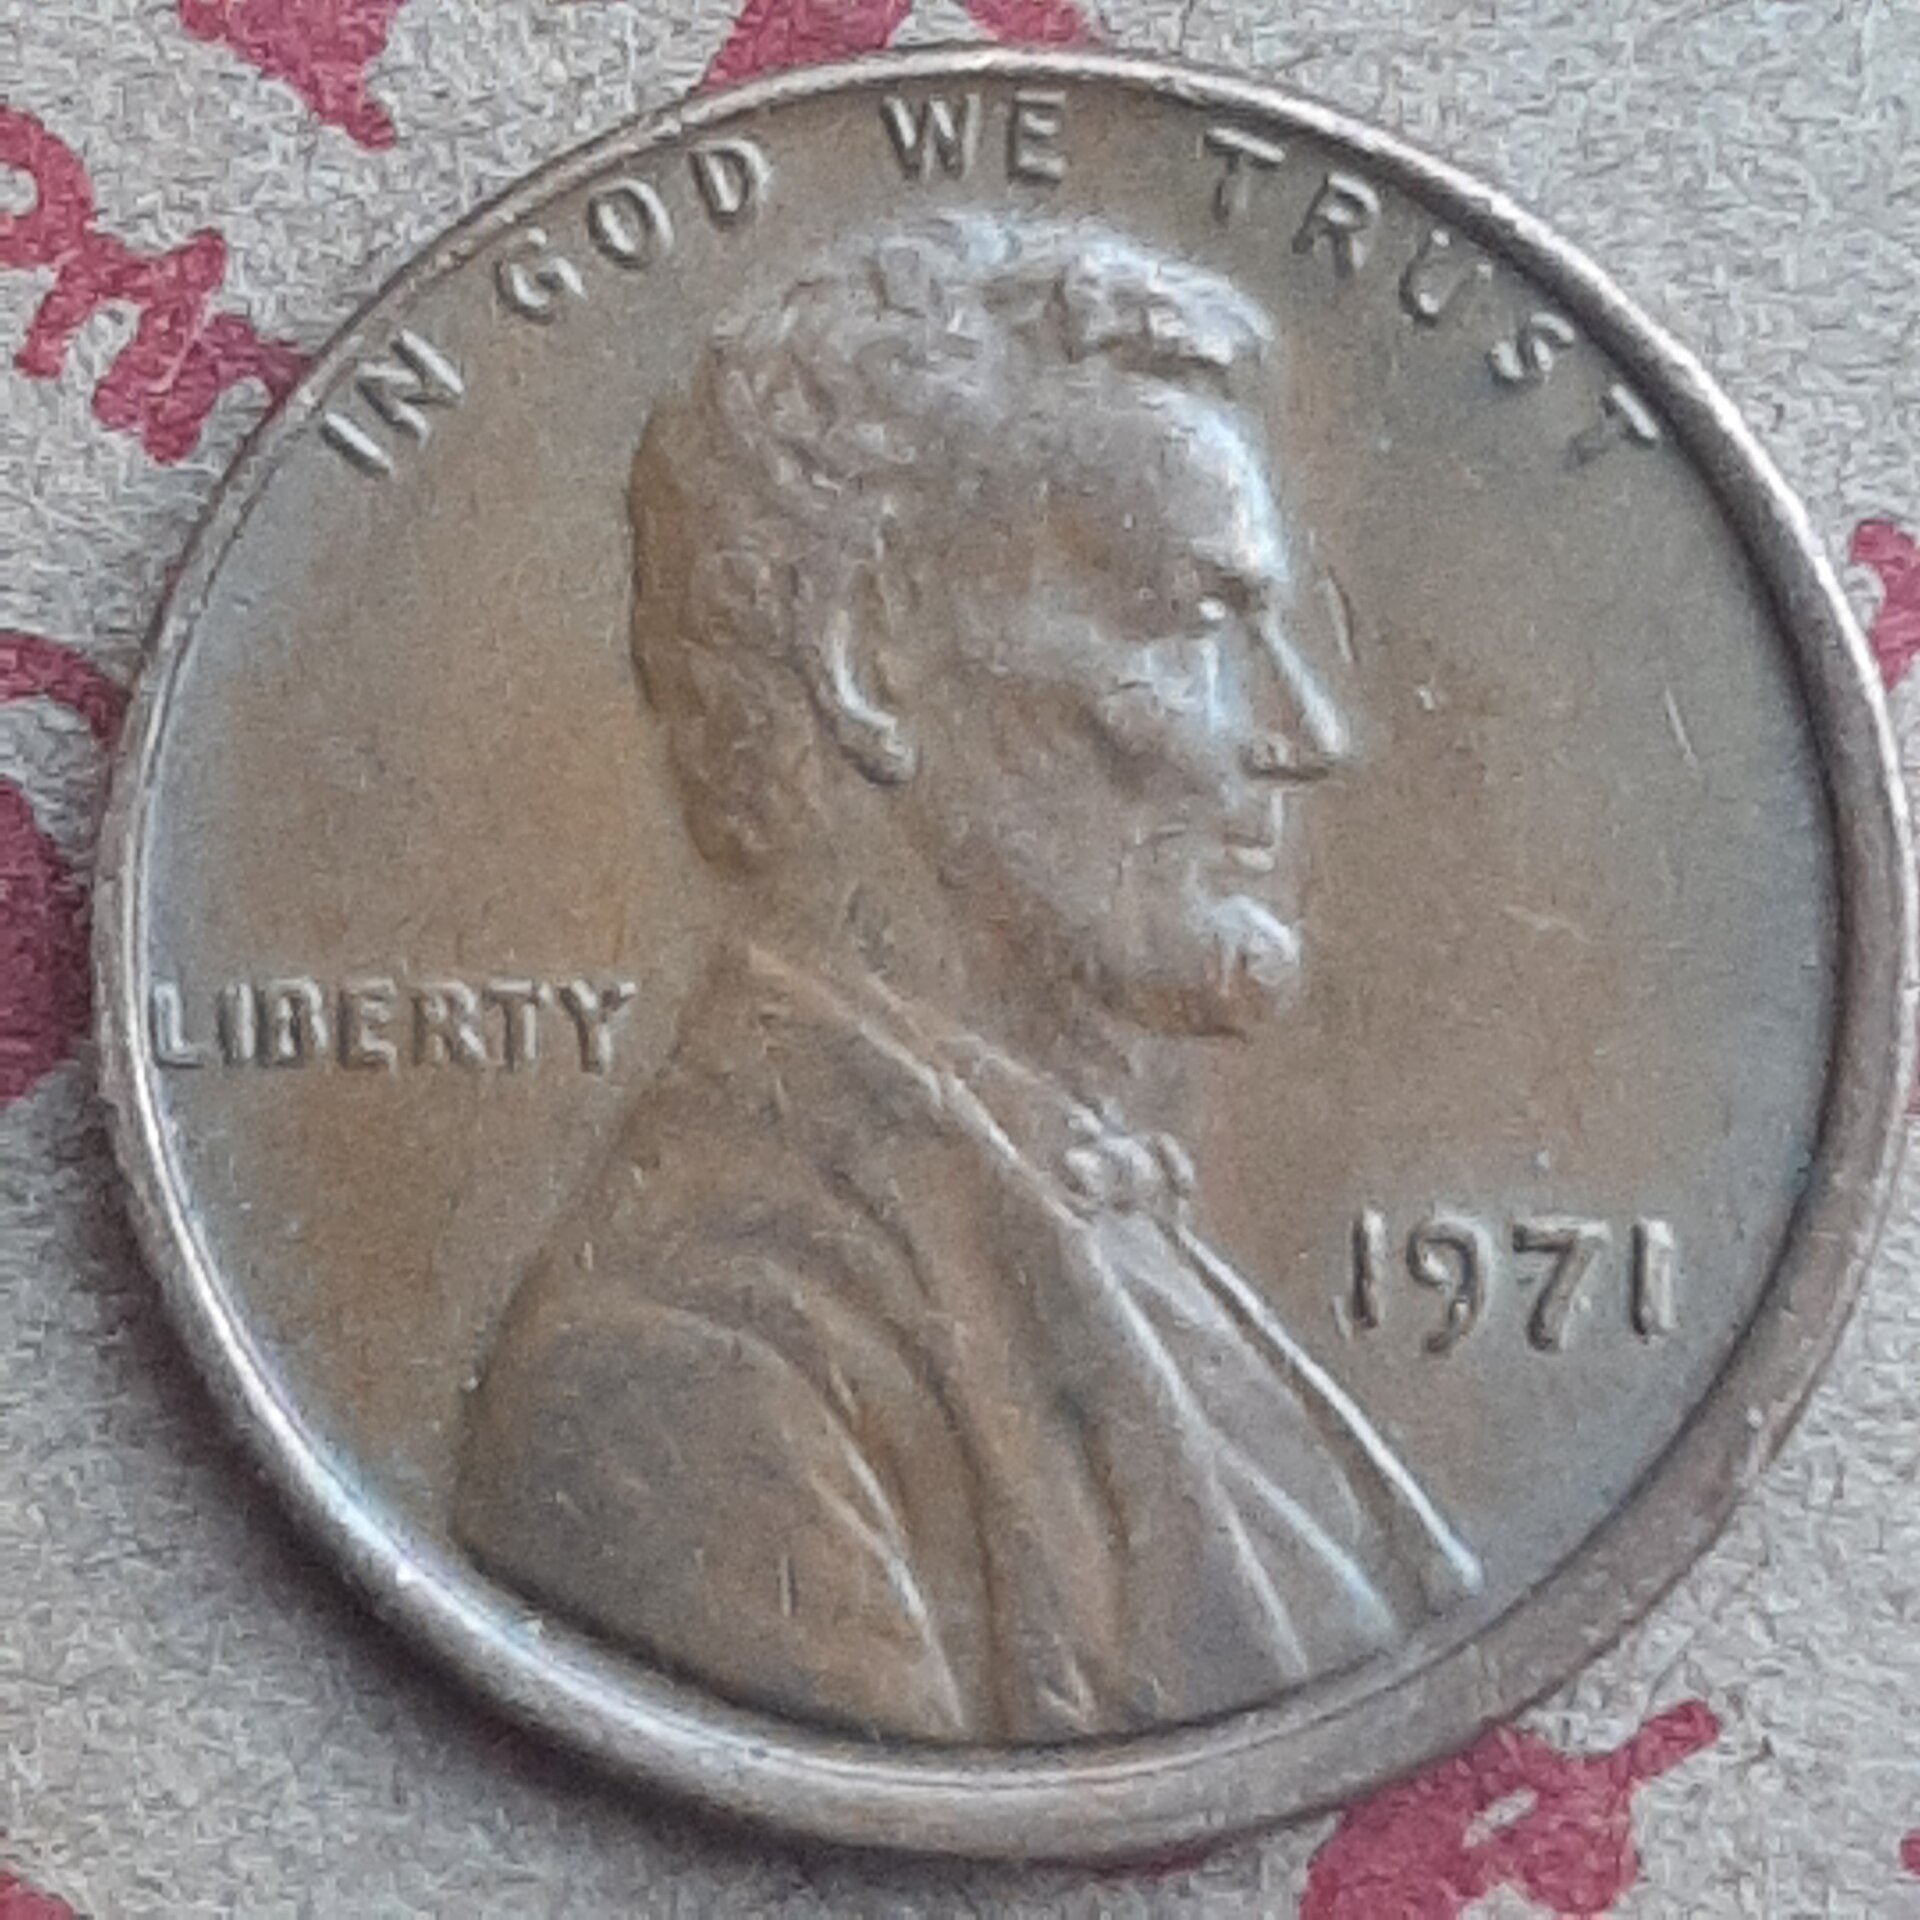 IN GOD WE TRUST
LIBERTY
1971